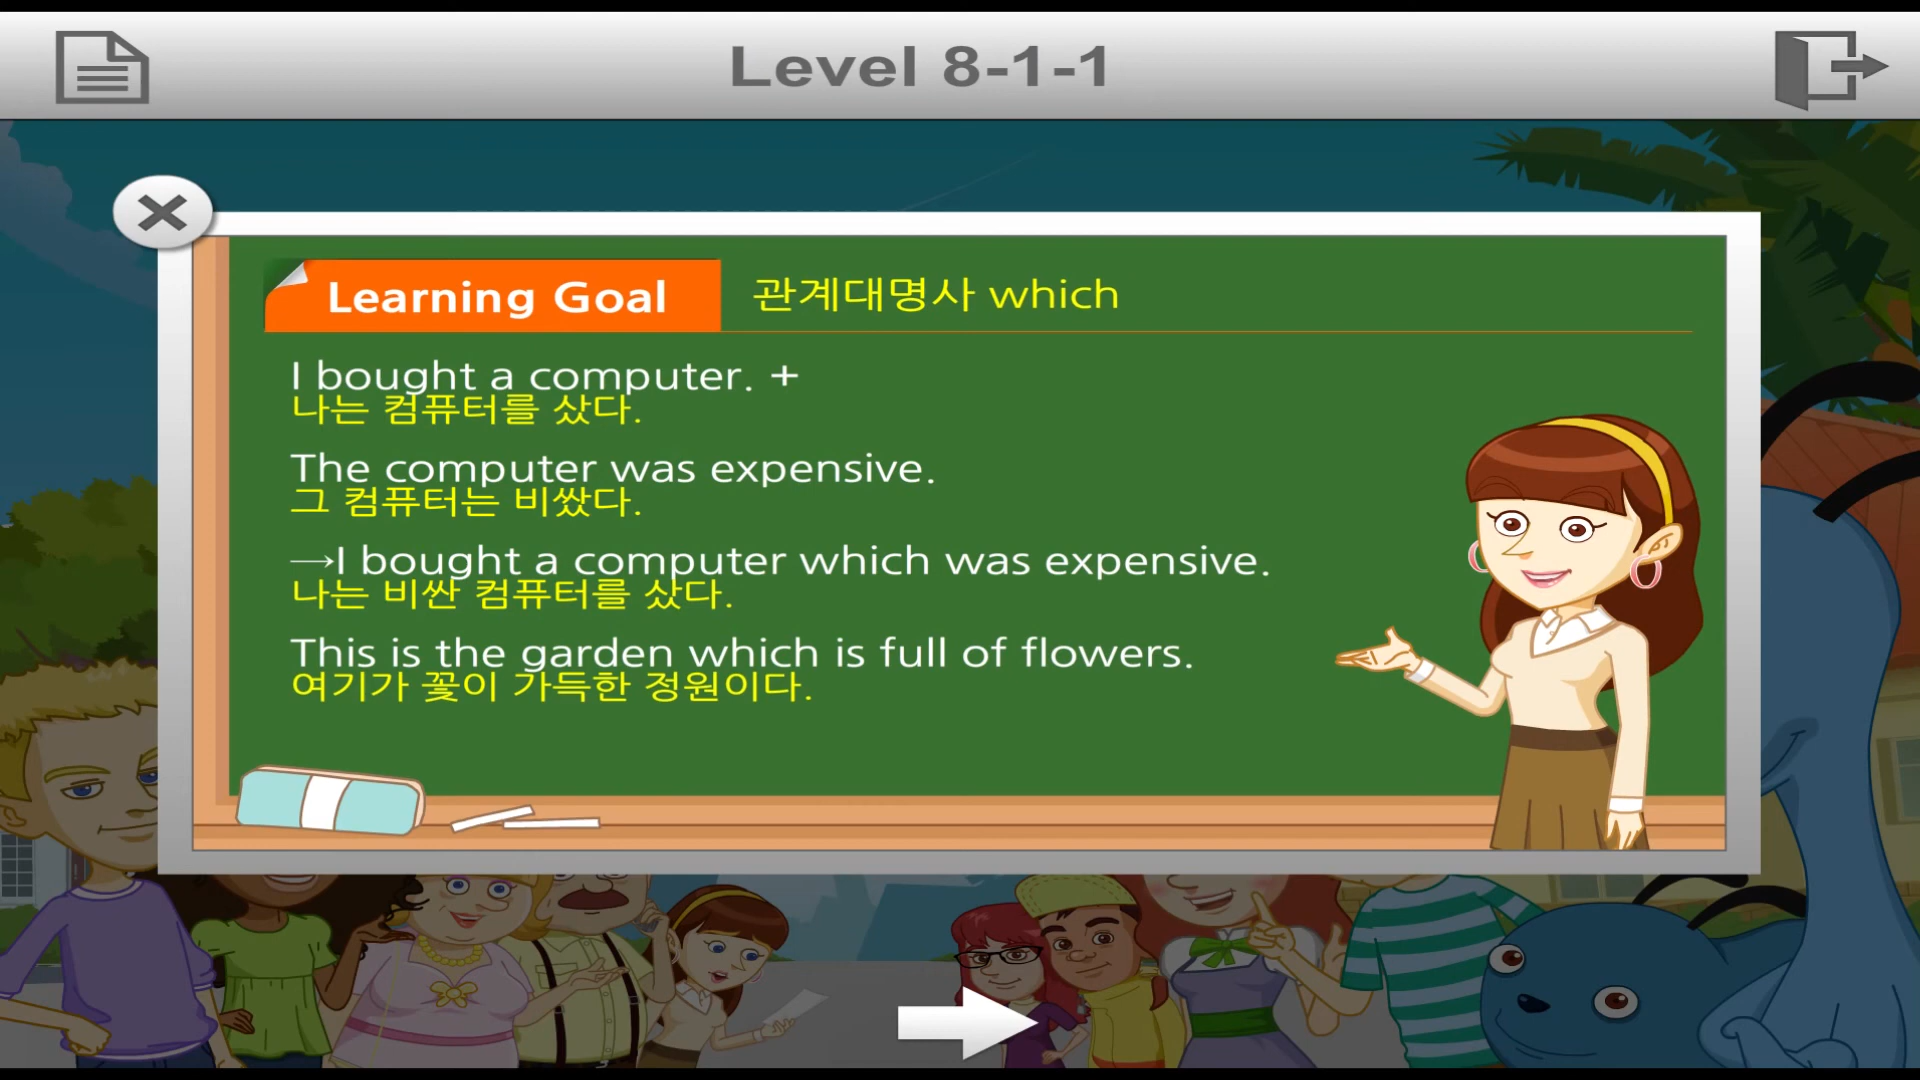 Level 8-1-1
Learning Goal
관계대명사 which
I bought a computer. +
나는 컴퓨터를 샀다.
The computer was expensive.
그 컴퓨터는 비쌌다.
→I bought a computer which was expensive.
나는 비싼 컴퓨터를 샀다.
This is the garden which is full of flowers.
여기가 꽃이 가득한 정원이다.